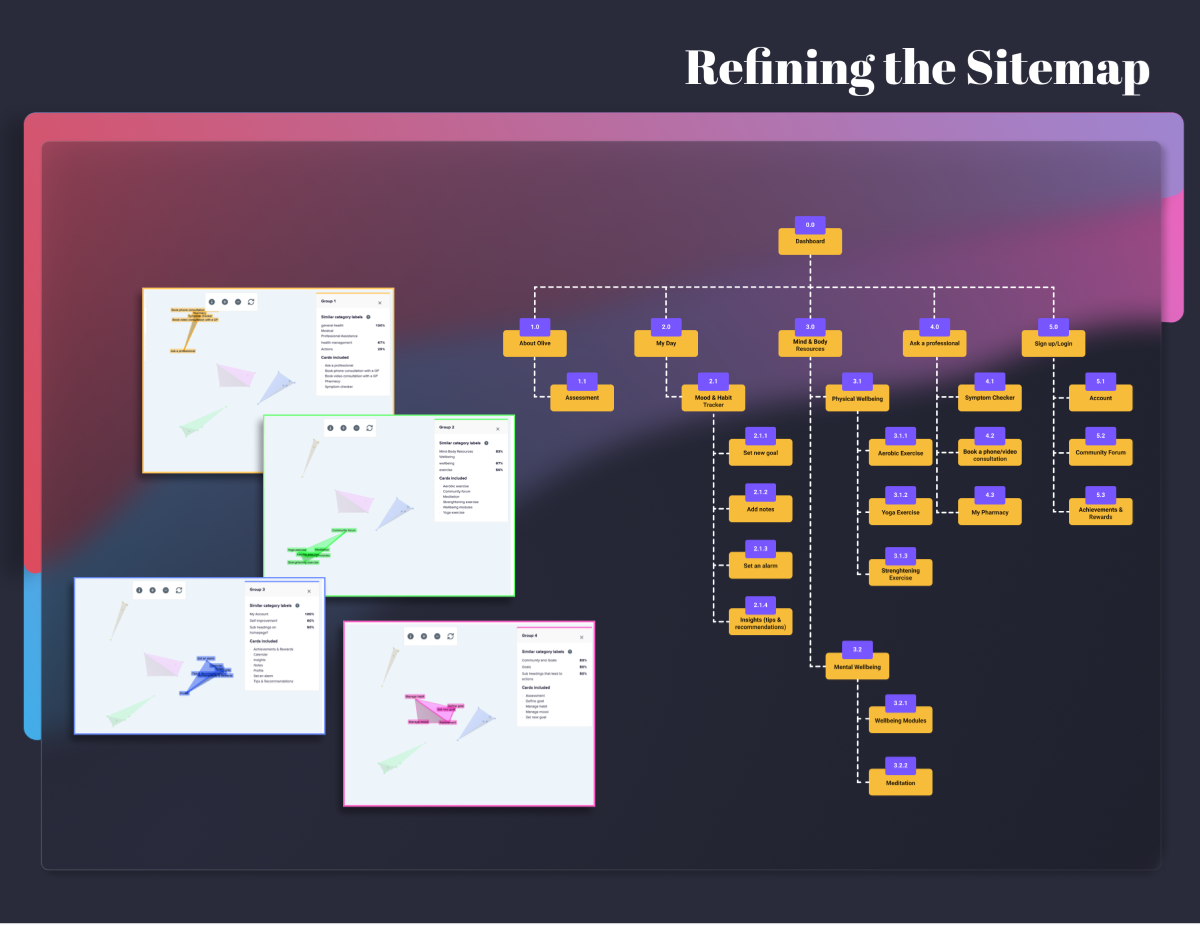 Refining the Sitemap
0.0
Dashboard
1.0
About Olive
1.1
Assessment
2.0
My Day
2.1
Mood & Habit
Tracker
2.1.1
Set new goal
2.1.2
Add notes
2.1.3
Set an alarm
2.1.4
Insights (tips &
recommendations)
3.0
Mind & Body
Resources
3.1
Physical Wellbeing
3.1.1
Aerobic Exercise
3.1.2
Yoga Exercise
3.1.3
Strenghtening
Exercise
3.2
Mental Wellbeing
3.2.1
Wellbeing Modules
3.2.2
Meditation
4.0
Ask a professional
4.1
Symptom Checker
4.2
Book a phone/video
consultation
4.3
My Pharmacy
5.0
Sign up/Login
5.1
Account
5.2
Community Forum
5.3
Achievements &
Rewards
Group 1
Similar category labels
general health 100%
Medical
Professional Assistance
Health management 67%
Actions
Cards included
Ask a professional
Book phone consultation with a GP
Book video consultation with a GP
Pharmacy
Symptom checker
Ask a professional
Group 2
Similar category labels
Mind Body Resources
Wellbeing
wellbeing 67%
exercise
Cards included
Aerobic exercise
Community forum
Meditation
Strengthening exercise
Wellbeing modules
Yoga exercise
Community forum
Group 3
Similar category labels
My Account 100%
Self-improvement
Sub headings on
homepage?
Cards included
Achievements & Rewards
Calendar
Insights
Notes
Profile
Set an alarm
Tips & Recommendations
Group 4
Similar category labels
Community and Goals
Goals
Sub headings that lead to
actions
Cards included
Assessment
Define goal
Manage habit
Manage mood
Set new goal